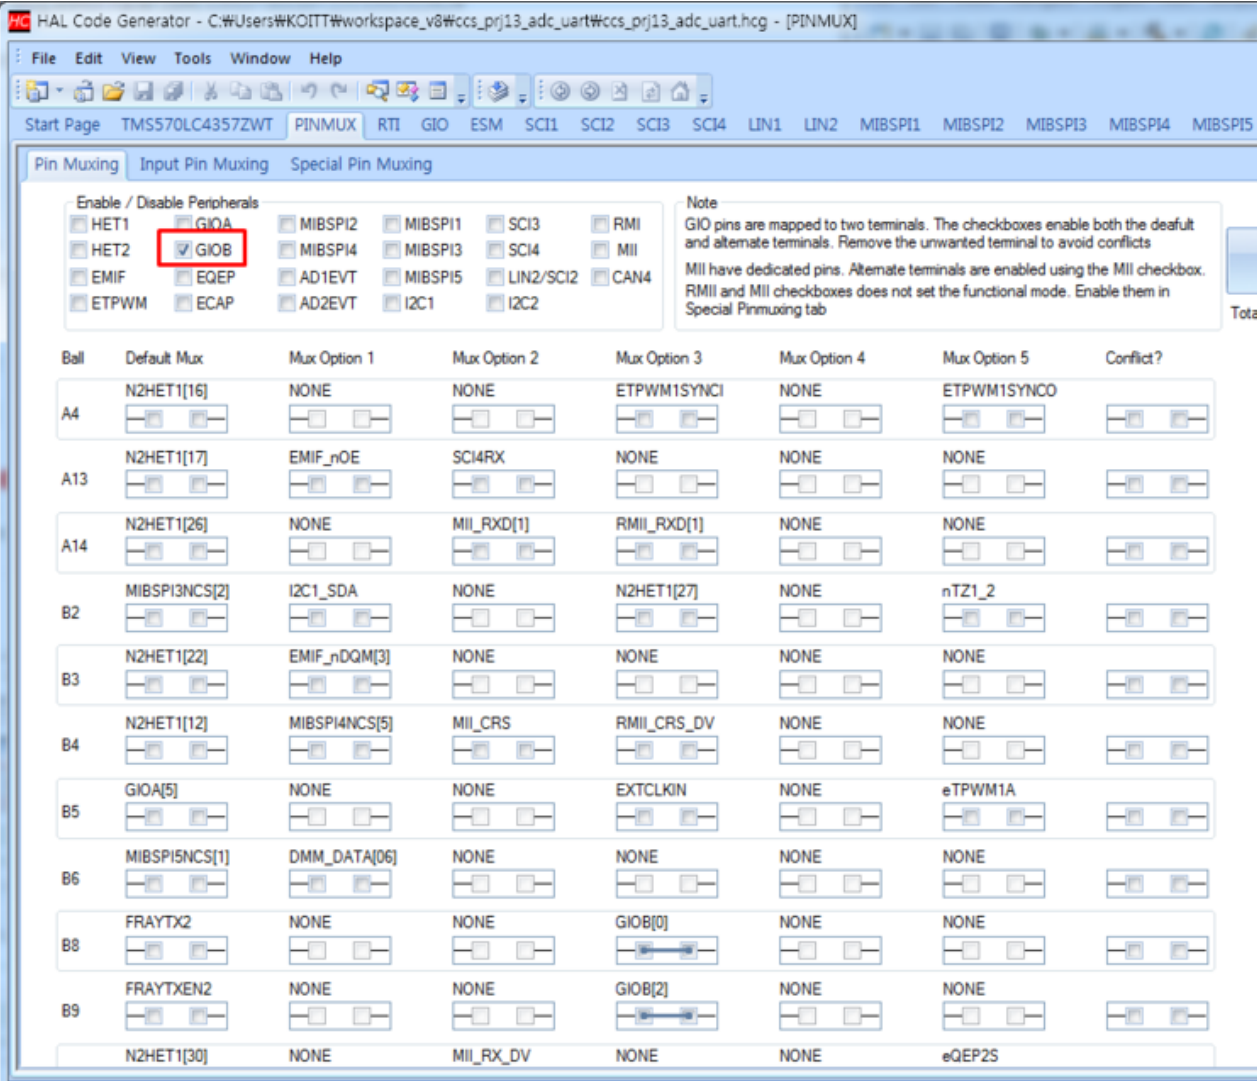 HC HAL Code Generator - C:₩Users₩KOITT₩workspace_v8₩ccs_prj13_adc_uart₩ccs_prj13_adc_uart.hcg - [PINMUX]
File Edit View Tools Window Help
Start Page TMS570LC4357ZWT PINMUX RTI GIO ESM SCI1 SCI2 SCI3 SCI4 LIN1 LIN2 MIBSPI1 MIBSPI2 MIBSPI3 MIBSPI4 MIBSPI5
Pin Muxing Input Pin Muxing Special Pin Muxing
Enable / Disable Peripherals
HET1 GIOA MIBSPI2 MIBSPI1 SCI3 RMI
HET2 GIOB MIBSPI4 MIBSPI3 SCI4 MII
EMIF EQEP AD1EVT MIBSPI5 LIN2/SCI2 CAN4
ETPWM ECAP AD2EVT I2C1 I2C2
Note
GIO pins are mapped to two terminals. The checkboxes enable both the deafult
and alternate terminals. Remove the unwanted terminal to avoid conflicts
MII have dedicated pins. Alternate terminals are enabled using the MII checkbox.
RMII and MII checkboxes does not set the functional mode. Enable them in
Special Pinmuxing tab
Tota
Ball Default Mux Mux Option 1 Mux Option 2 Mux Option 3 Mux Option 4 Mux Option 5 Conflict?
N2HET1[16] NONE NONE ETPWM1SYNCI NONE ETPWM1SYNCO
A4
N2HET1[17] EMIF_nOE SCI4RX NONE NONE NONE
A13
N2HET1[26] NONE MII_RXD[1] RMII_RXD[1] NONE NONE
A14
MIBSPI3NCS[2] I2C1_SDA NONE N2HET1[27] NONE nTZ1_2
B2
N2HET1[22] EMIF_nDQM[3] NONE NONE NONE NONE
B3
N2HET1[12] MIBSPI4NCS[5] MII_CRS RMII_CRS_DV NONE NONE
B4
GIOA[5] NONE NONE EXTCLKIN NONE eTPWM1A
B5
MIBSPI5NCS[1] DMM_DATA[06] NONE NONE NONE NONE
B6
FRAYTX2 NONE NONE GIOB[0] NONE NONE
B8
FRAYTXEN2 NONE NONE GIOB[2] NONE NONE
B9
N2HET1[30] NONE MII_RX_DV NONE NONE eQEP2S